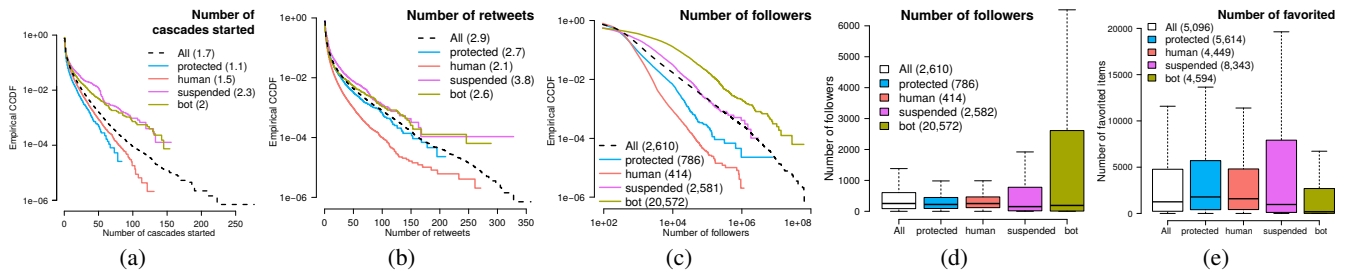 Number of
cascades started
All (1.7)
protected (1.1)
human (1.5)
suspended (2.3)
bot (2)
Empirical CCDF
1e+00
1e−02
1e−04
1e−06
0 50 100 150 200 250
Number of cascades started
(a)
Number of retweets
All (2.9)
protected (2.7)
human (2.1)
suspended (3.8)
bot (2.6)
Empirical CCDF
1e+00
1e−02
1e−04
1e−06
0 50 100 150 200 250 300 350
Number of retweets
(b)
Number of followers
All (2,610)
protected (786)
human (414)
suspended (2,581)
bot (20,572)
Empirical CCDF
1e+00
1e−02
1e−04
1e−06
1e+02 1e+04 1e+06 1e+08
Number of followers
(c)
Number of followers
All (2,610)
protected (786)
human (414)
suspended (2,582)
bot (20,572)
Number of followers
6000
5000
4000
3000
2000
1000
0
All protected human suspended bot
(d)
Number of favorited
All (5,096)
protected (5,614)
human (4,449)
suspended (8,343)
bot (4,594)
Number of favorited items
20000
15000
10000
5000
0
All protected human suspended bot
(e)